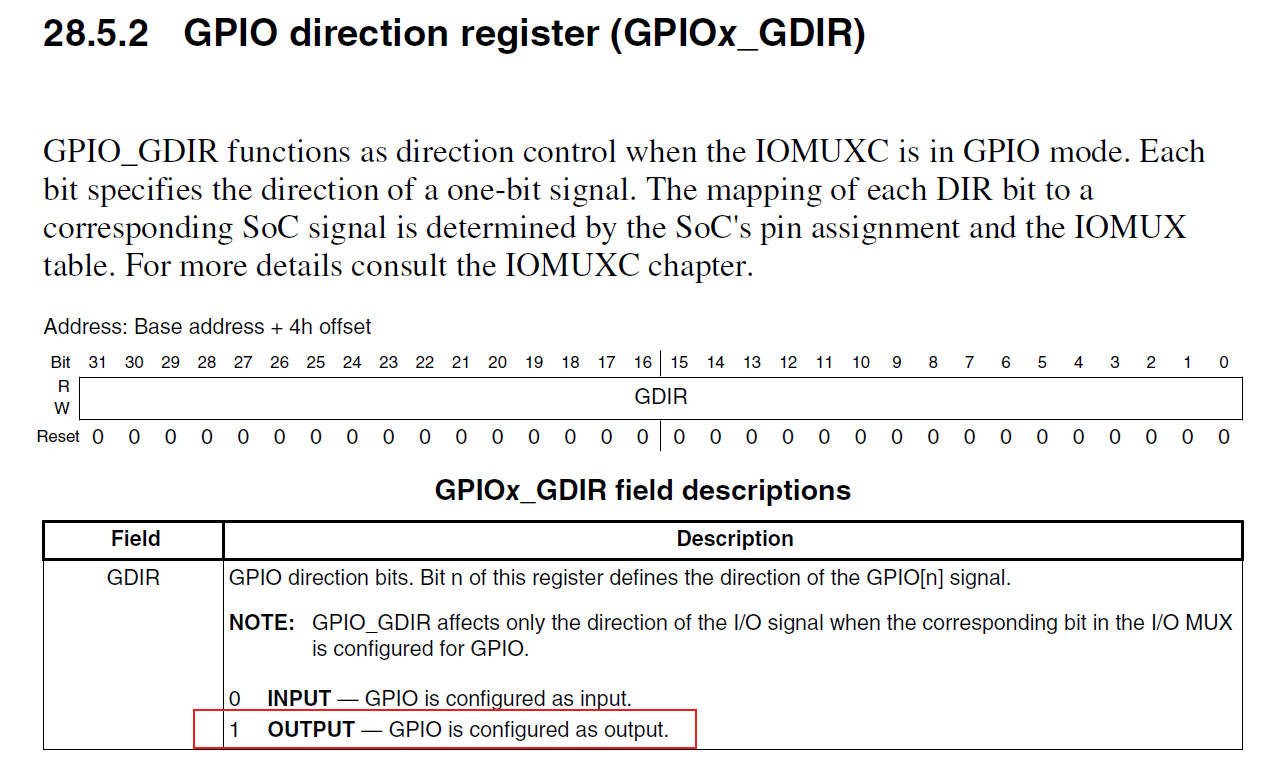 28.5.2 GPIO direction register (GPIOx_GDIR)
GPIO_GDIR functions as direction control when the IOMUXC is in GPIO mode. Each
bit specifies the direction of a one-bit signal. The mapping of each DIR bit to a
corresponding SoC signal is determined by the SoC's pin assignment and the IOMUX
table. For more details consult the IOMUXC chapter.
Address: Base address + 4h offset
Bit 31 30 29 28 27 26 25 24 23 22 21 20 19 18 17 16 15 14 13 12 11 10 9 8 7 6 5 4 3 2 1 0
R
GDIR
W
Reset 0 0 0 0 0 0 0 0 0 0 0 0 0 0 0 0 0 0 0 0 0 0 0 0 0 0 0 0 0 0 0 0
GPIOx_GDIR field descriptions
Field Description
GDIR GPIO direction bits. Bit n of this register defines the direction of the GPIO[n] signal.
NOTE: GPIO_GDIR affects only the direction of the I/O signal when the corresponding bit in the I/O MUX
is configured for GPIO.
0 INPUT — GPIO is configured as input.
1 OUTPUT — GPIO is configured as output.